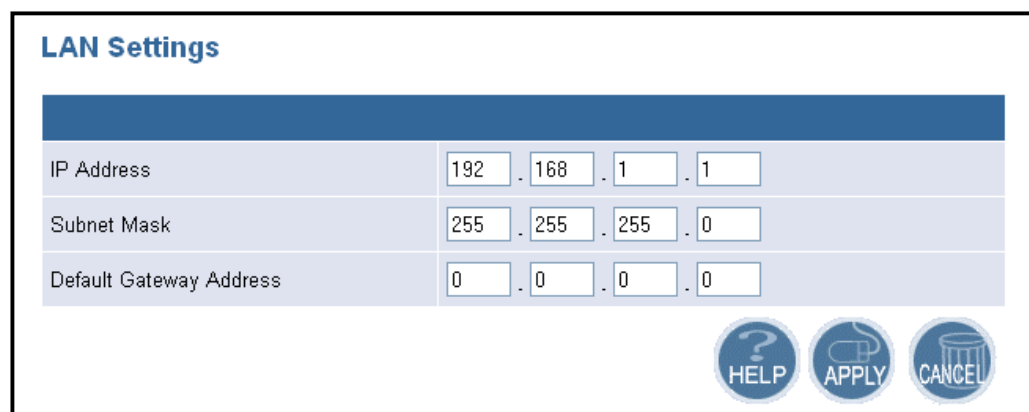 LAN Settings
IP Address 192 . 168 . 1 . 1
Subnet Mask 255 . 255 . 255 . 0
Default Gateway Address 0 . 0 . 0 . 0
HELP APPLY CANCEL